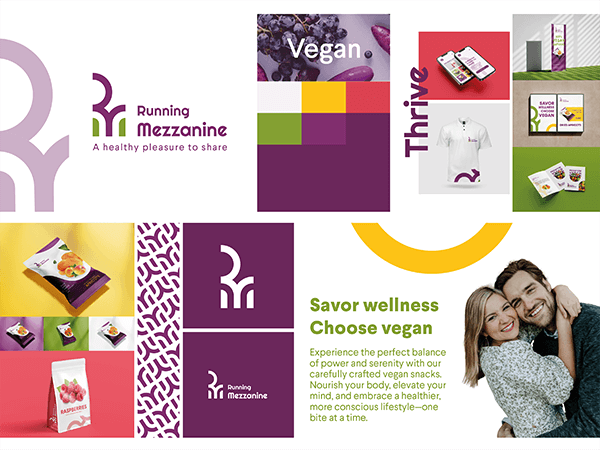 Running
Mezzanine
A healthy pleasure to share
Vegan
Thrive
SAVOR
WELLNESS
CHOOSE
VEGAN
RASPBERRIES
Running
Mezzanine
Savor wellness
Choose vegan
Experience the perfect balance
of power and serenity with our
carefully crafted vegan snacks.
Nourish your body, elevate your
mind, and embrace a healthier,
more conscious lifestyle—one
bite at a time.